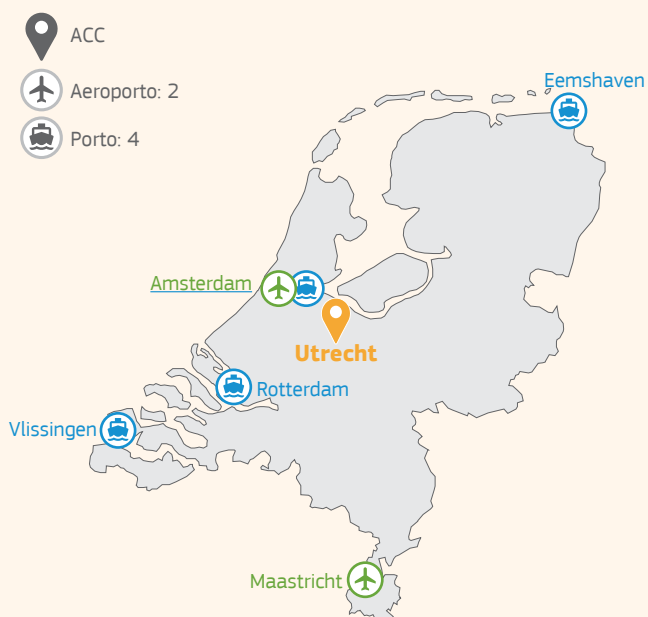 ACC
Aeroporto: 2
Porto: 4
Eemshaven
Amsterdam
Utrecht
Rotterdam
Vlissingen
Maastricht